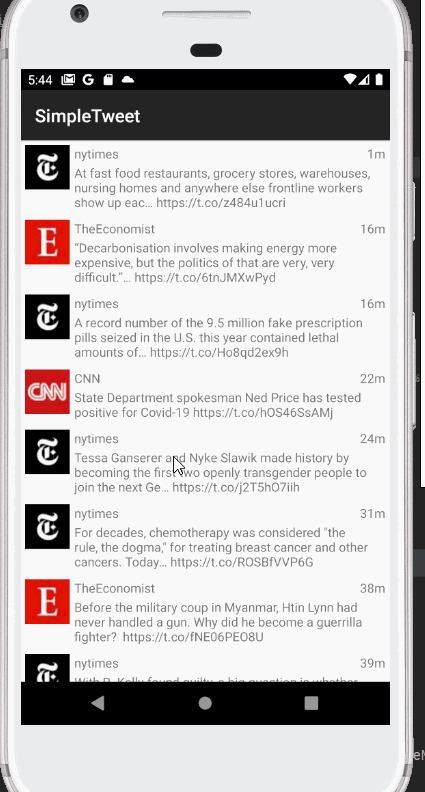 5:44
SimpleTweet
nytimes 1m
At fast food restaurants, grocery stores, warehouses,
nursing homes and anywhere else frontline workers
show up eac... https://t.co/z484u1ucri
TheEconomist 16m
"Decarbonisation involves making energy more
expensive, but the politics of that are very, very
difficult."... https://t.co/6tnJMXwPyd
nytimes 16m
A record number of the 9.5 million fake prescription
pills seized in the U.S. this year contained lethal
amounts of... https://t.co/Ho8qd2ex9h
CNN 22m
State Department spokesman Ned Price has tested
positive for Covid-19 https://t.co/hOS46SsAMj
nytimes 24m
Tessa Ganserer and Nyke Slawik made history by
becoming the first two openly transgender people to
join the next Ge... https://t.co/j2T5hO7iih
nytimes 31m
For decades, chemotherapy was considered "the
rule, the dogma," for treating breast cancer and other
cancers. Today... https://t.co/ROSBfVVP6G
TheEconomist 38m
Before the military coup in Myanmar, Htin Lynn had
never handled a gun. Why did he become a guerrilla
fighter? https://t.co/fNE06PEO8U
nytimes 39m
With R. Kelly found guilty, a big question is whether